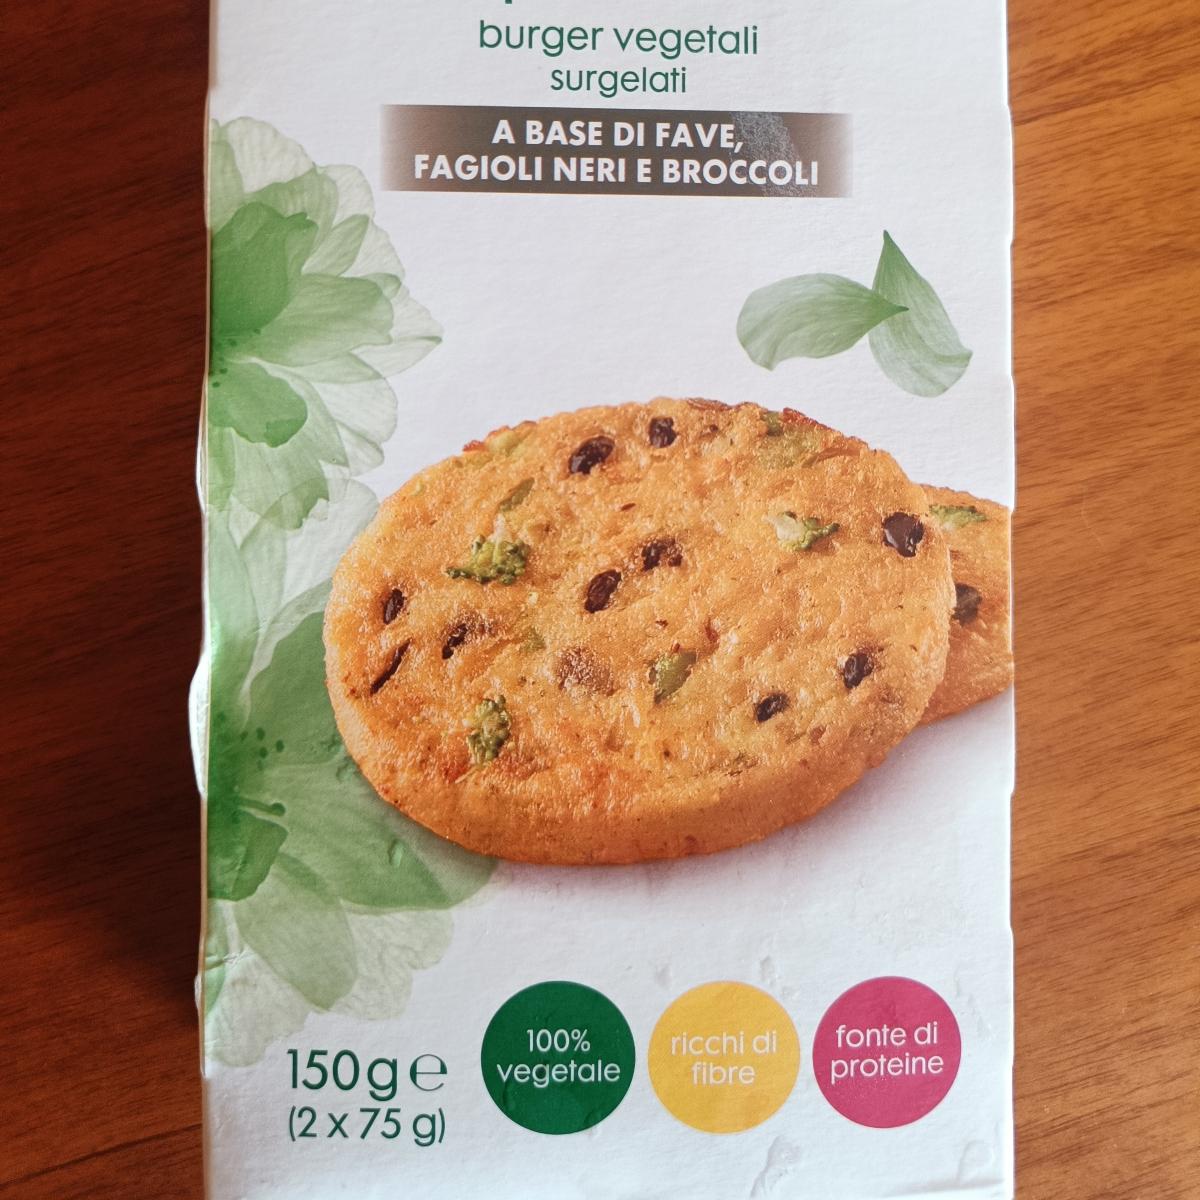 burger vegetali
surgelati
A BASE DI FAVE,
FAGIOLI NERI E BROCCOLI
150 g ℮
(2 x 75 g)
100%
vegetale
ricchi di
fibre
fonte di
proteine